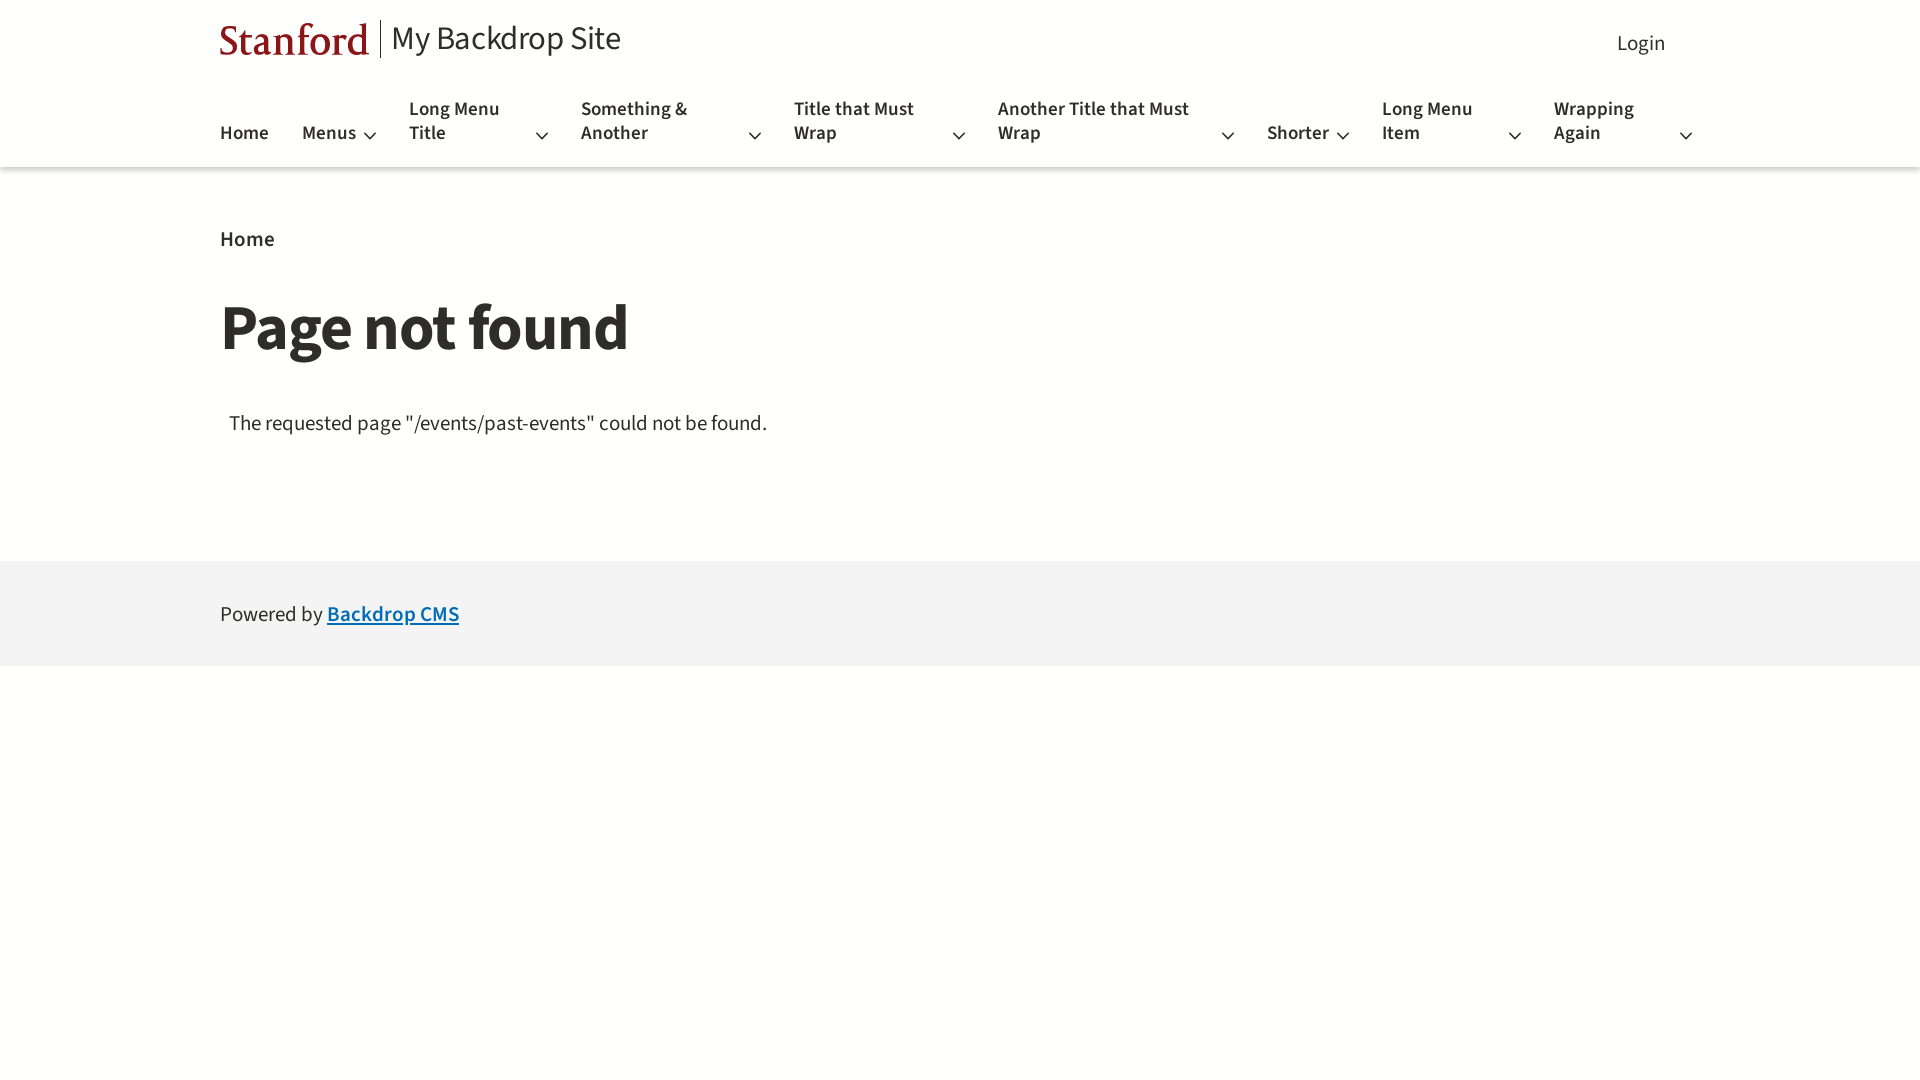 Stanford My Backdrop Site
Login
Home
Menus
Long Menu
Title
Something &
Another
Title that Must
Wrap
Another Title that Must
Wrap
Shorter
Long Menu
Item
Wrapping
Again
Home
Page not found
The requested page "/events/past-events" could not be found.
Powered by Backdrop CMS